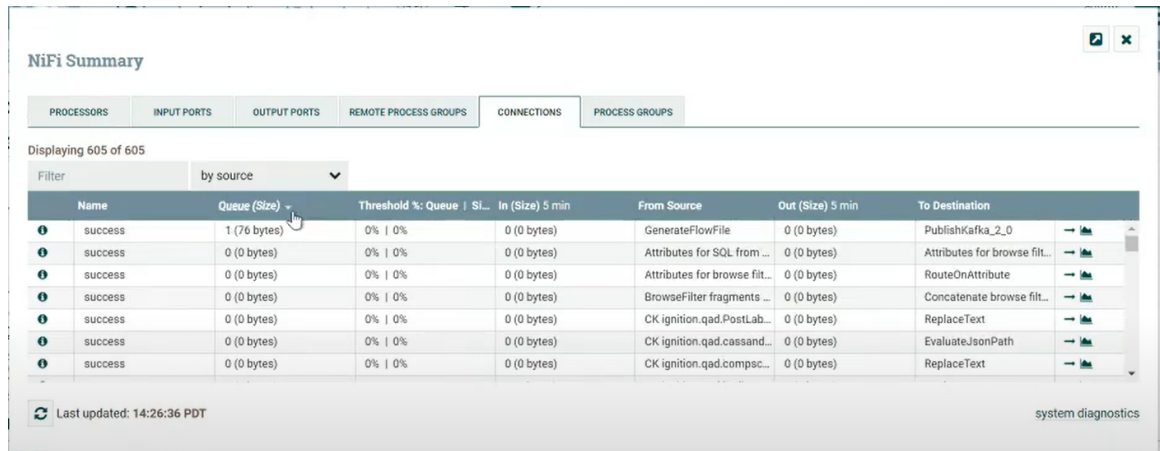 NiFi Summary
PROCESSORS INPUT PORTS OUTPUT PORTS REMOTE PROCESS GROUPS CONNECTIONS PROCESS GROUPS
Displaying 605 of 605
Filter by source
Name Queue (Size) Threshold %: Queue | Si... In (Size) 5 min From Source Out (Size) 5 min To Destination
success 1 (76 bytes) 0% | 0% 0 (0 bytes) GenerateFlowFile 0 (0 bytes) PublishKafka_2_0
success 0 (0 bytes) 0% | 0% 0 (0 bytes) Attributes for SQL from ... 0 (0 bytes) Attributes for browse filt...
success 0 (0 bytes) 0% | 0% 0 (0 bytes) Attributes for browse filt... 0 (0 bytes) RouteOnAttribute
success 0 (0 bytes) 0% | 0% 0 (0 bytes) BrowseFilter fragments ... 0 (0 bytes) Concatenate browse filt...
success 0 (0 bytes) 0% | 0% 0 (0 bytes) CK ignition.qad.PostLab... 0 (0 bytes) ReplaceText
success 0 (0 bytes) 0% | 0% 0 (0 bytes) CK ignition.qad.cassand... 0 (0 bytes) EvaluateJsonPath
success 0 (0 bytes) 0% | 0% 0 (0 bytes) CK ignition.qad.compsc... 0 (0 bytes) ReplaceText
Last updated: 14:26:36 PDT system diagnostics